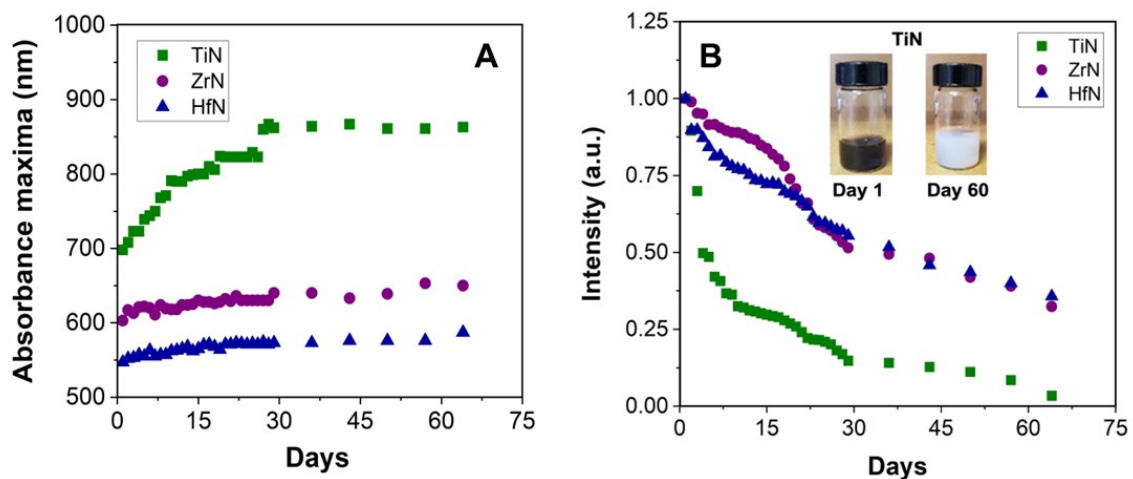 A
TiN
ZrN
HfN
Absorbance maxima (nm)
1000
900
800
700
600
500
0 15 30 45 60 75
Days
B
TiN
Day 1 Day 60
TiN
ZrN
HfN
Intensity (a.u.)
1.25
1.00
0.75
0.50
0.25
0.00
0 15 30 45 60 75
Days